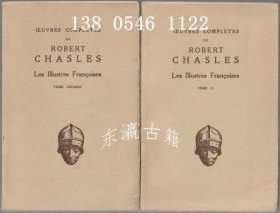 138 0546 1122
ŒUVRES COMPLÈTES
DE
ROBERT
CHASLES
Les Illustres Françoises
TOME PREMIER
ŒUVRES COMPLÈTES
DE
ROBERT
CHASLES
Les Illustres Françoises
TOME II
东瀛古籍